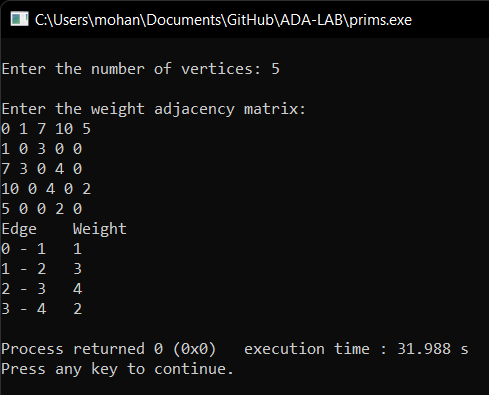 C:\Users\mohan\Documents\GitHub\ADA-LAB\prims.exe
Enter the number of vertices: 5
Enter the weight adjacency matrix:
0 1 7 10 5
1 0 3 0 0
7 3 0 4 0
10 0 4 0 2
5 0 0 2 0
Edge    Weight
0 - 1   1
1 - 2   3
2 - 3   4
3 - 4   2
Process returned 0 (0x0)   execution time : 31.988 s
Press any key to continue.